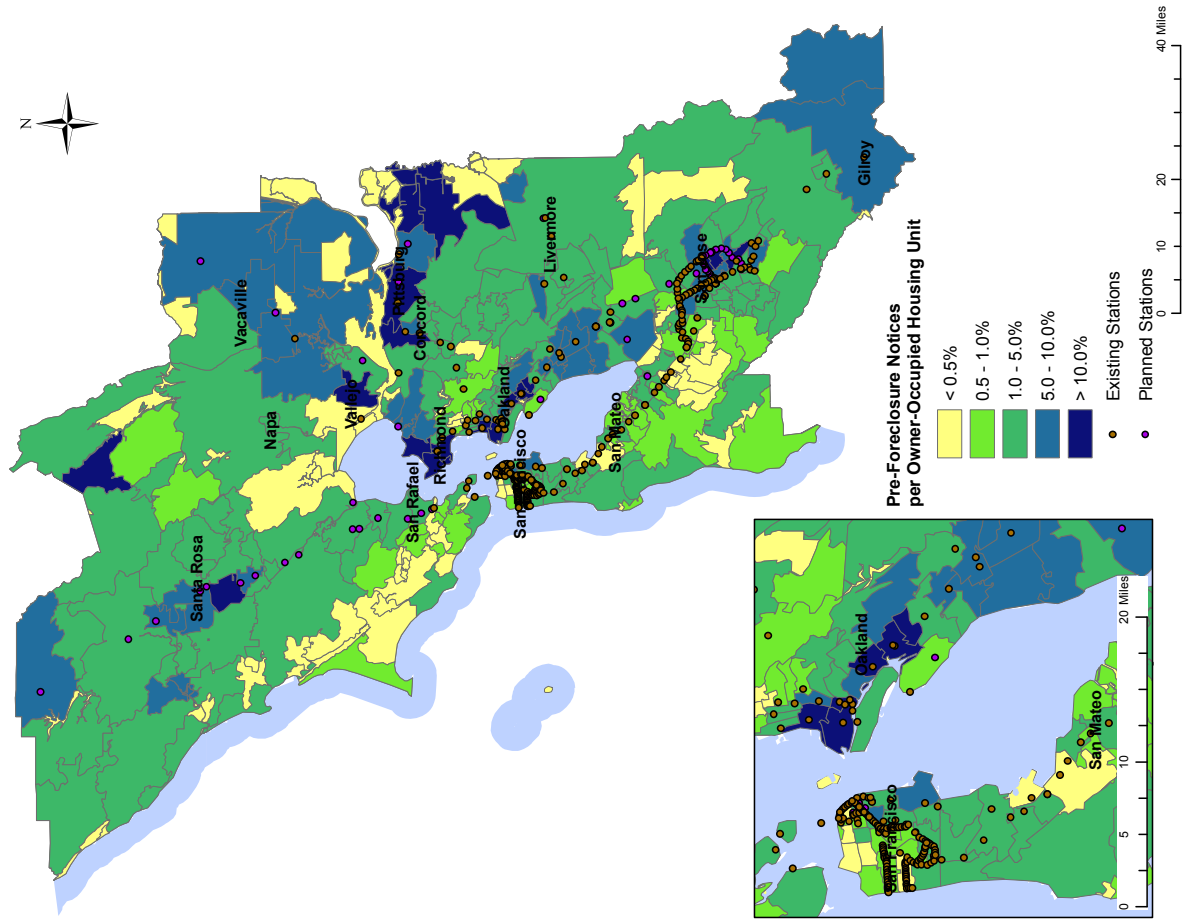 N
Vacaville
Napa
Vallejo
Santa Rosa
San Rafael
Richmond
Concord
Pittsburg
Oakland
Livermore
San Francisco
San Mateo
San Jose
Gilroy
0 10 20 40 Miles
Pre-Foreclosure Notices
per Owner-Occupied Housing Unit
< 0.5%
0.5 - 1.0%
1.0 - 5.0%
5.0 - 10.0%
> 10.0%
Existing Stations
Planned Stations
Oakland
San Francisco
San Mateo
0 5 10 20 Miles